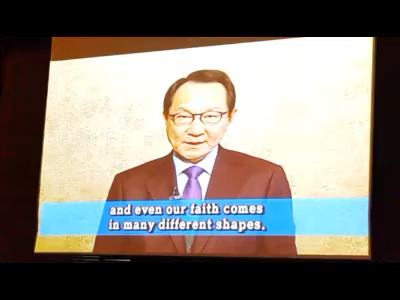 and even our faith comes
in many different shapes.